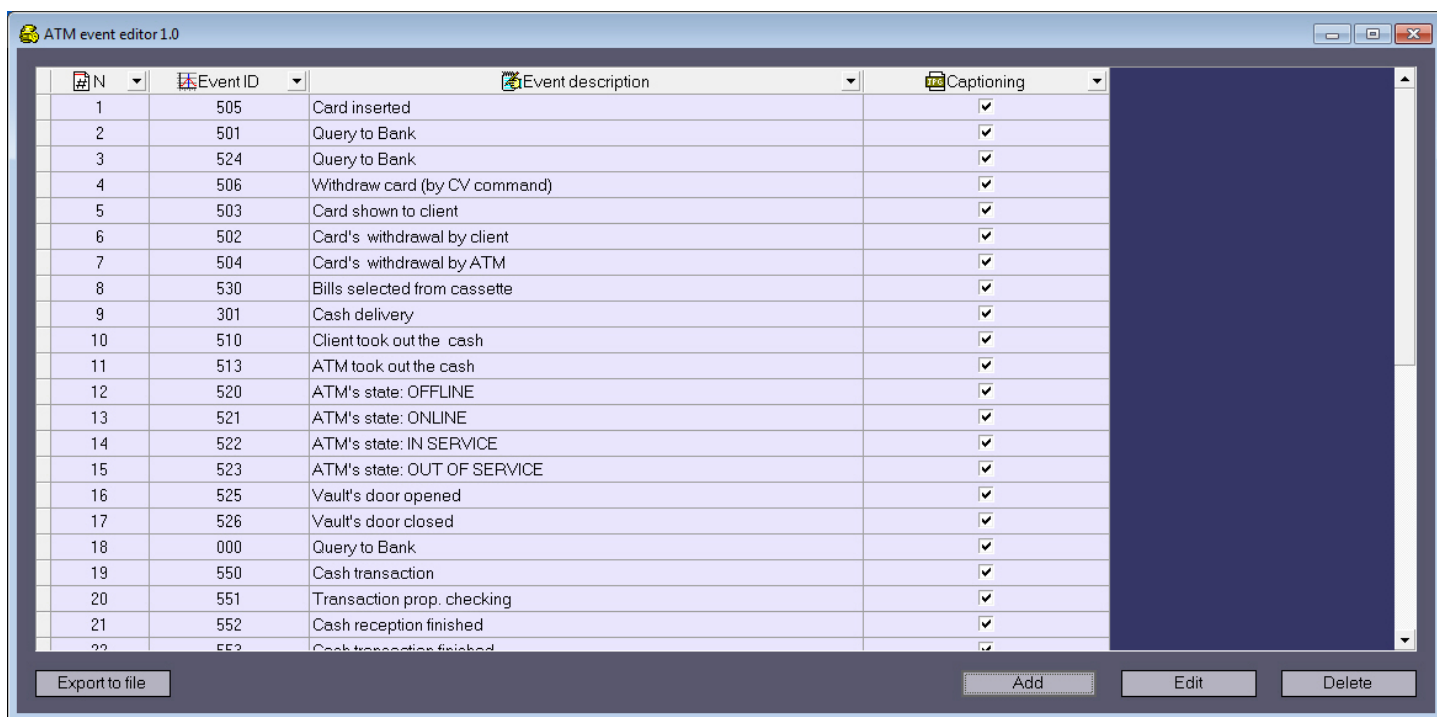 ATM event editor 1.0
N Event ID Event description Captioning
1 505 Card inserted
2 501 Query to Bank
3 524 Query to Bank
4 506 Withdraw card (by CV command)
5 503 Card shown to client
6 502 Card's  withdrawal by client
7 504 Card's  withdrawal by ATM
8 530 Bills selected from cassette
9 301 Cash delivery
10 510 Client took out the  cash
11 513 ATM took out the cash
12 520 ATM's state: OFFLINE
13 521 ATM's state: ONLINE
14 522 ATM's state: IN SERVICE
15 523 ATM's state: OUT OF SERVICE
16 525 Vault's door opened
17 526 Vault's door closed
18 000 Query to Bank
19 550 Cash transaction
20 551 Transaction prop. checking
21 552 Cash reception finished
22 553 Cash transaction finished
Export to file Add Edit Delete